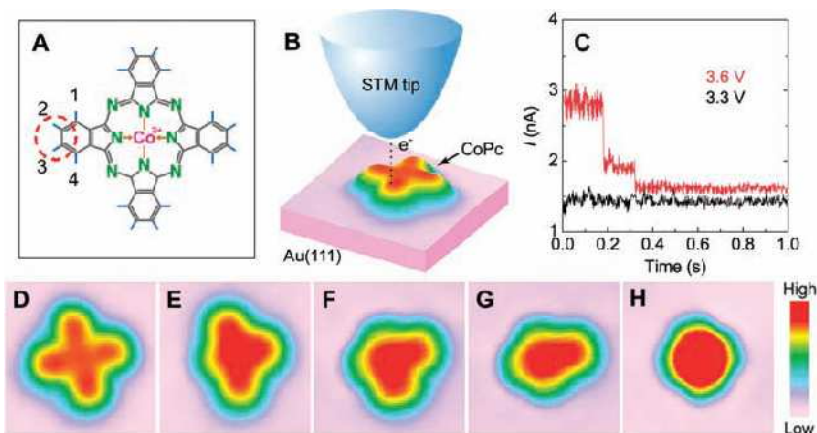 A
1
2
3
4
N
N
N
N
N
N
N
N
Co2+
B
STM tip
e-
CoPc
Au(111)
C
3.6 V
3.3 V
I (nA)
4
3
2
1
0.0 0.2 0.4 0.6 0.8 1.0
Time (s)
D E F G H
High
Low